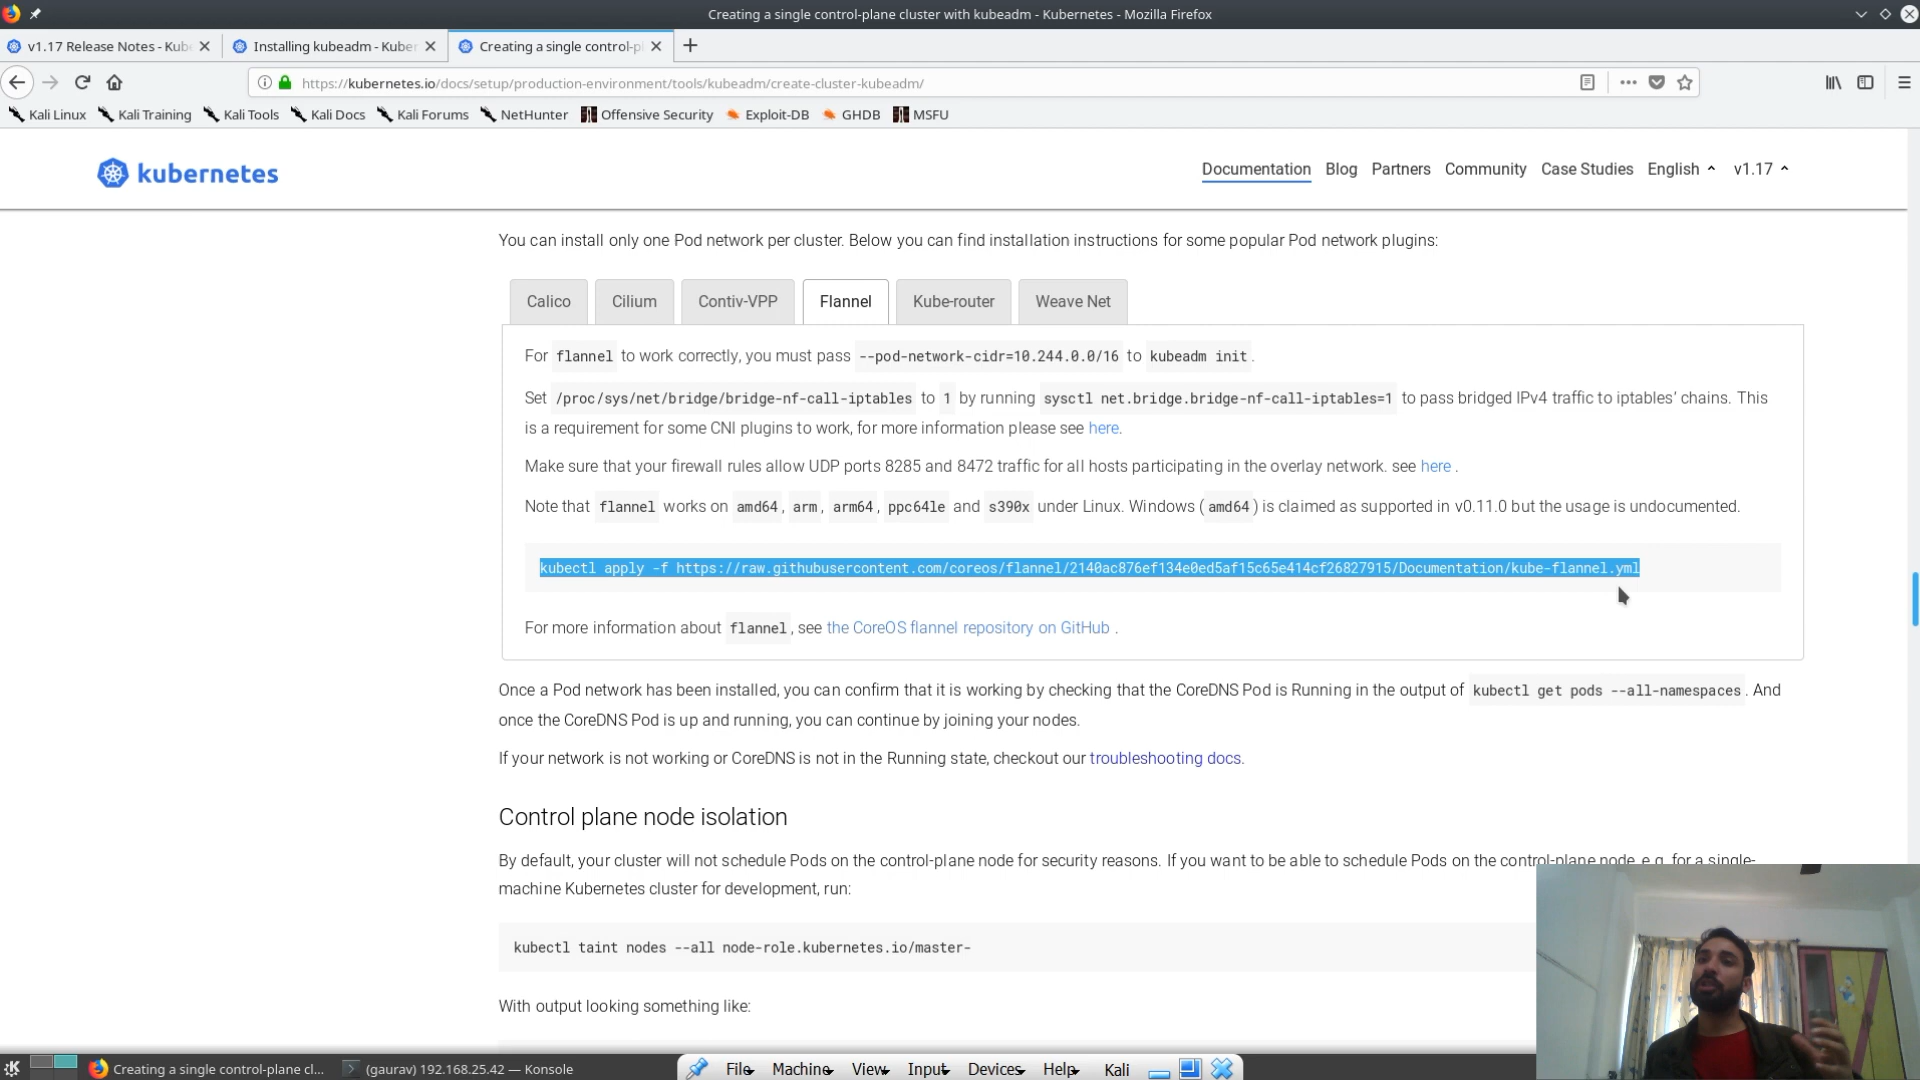 Creating a single control-plane cluster with kubeadm - Kubernetes - Mozilla Firefox
v1.17 Release Notes - Kube
Installing kubeadm - Kuber
Creating a single control-pl
https://kubernetes.io/docs/setup/production-environment/tools/kubeadm/create-cluster-kubeadm/
Kali Linux Kali Training Kali Tools Kali Docs Kali Forums NetHunter Offensive Security Exploit-DB GHDB MSFU
kubernetes
Documentation Blog Partners Community Case Studies English v1.17
You can install only one Pod network per cluster. Below you can find installation instructions for some popular Pod network plugins:
Calico Cilium Contiv-VPP Flannel Kube-router Weave Net
For flannel to work correctly, you must pass --pod-network-cidr=10.244.0.0/16 to kubeadm init.
Set /proc/sys/net/bridge/bridge-nf-call-iptables to 1 by running sysctl net.bridge.bridge-nf-call-iptables=1 to pass bridged IPv4 traffic to iptables’ chains. This
is a requirement for some CNI plugins to work, for more information please see here.
Make sure that your firewall rules allow UDP ports 8285 and 8472 traffic for all hosts participating in the overlay network. see here .
Note that flannel works on amd64, arm, arm64, ppc64le and s390x under Linux. Windows (amd64) is claimed as supported in v0.11.0 but the usage is undocumented.
kubectl apply -f https://raw.githubusercontent.com/coreos/flannel/2140ac876ef134e0ed5af15c65e414cf26827915/Documentation/kube-flannel.yml
For more information about flannel, see the CoreOS flannel repository on GitHub .
Once a Pod network has been installed, you can confirm that it is working by checking that the CoreDNS Pod is Running in the output of kubectl get pods --all-namespaces. And
once the CoreDNS Pod is up and running, you can continue by joining your nodes.
If your network is not working or CoreDNS is not in the Running state, checkout our troubleshooting docs.
Control plane node isolation
By default, your cluster will not schedule Pods on the control-plane node for security reasons. If you want to be able to schedule Pods on the control-plane node, e.g. for a single-
machine Kubernetes cluster for development, run:
kubectl taint nodes --all node-role.kubernetes.io/master-
With output looking something like:
Creating a single control-plane cl... (gaurav) 192.168.25.42 — Konsole
File Machine View Input Devices Help Kali